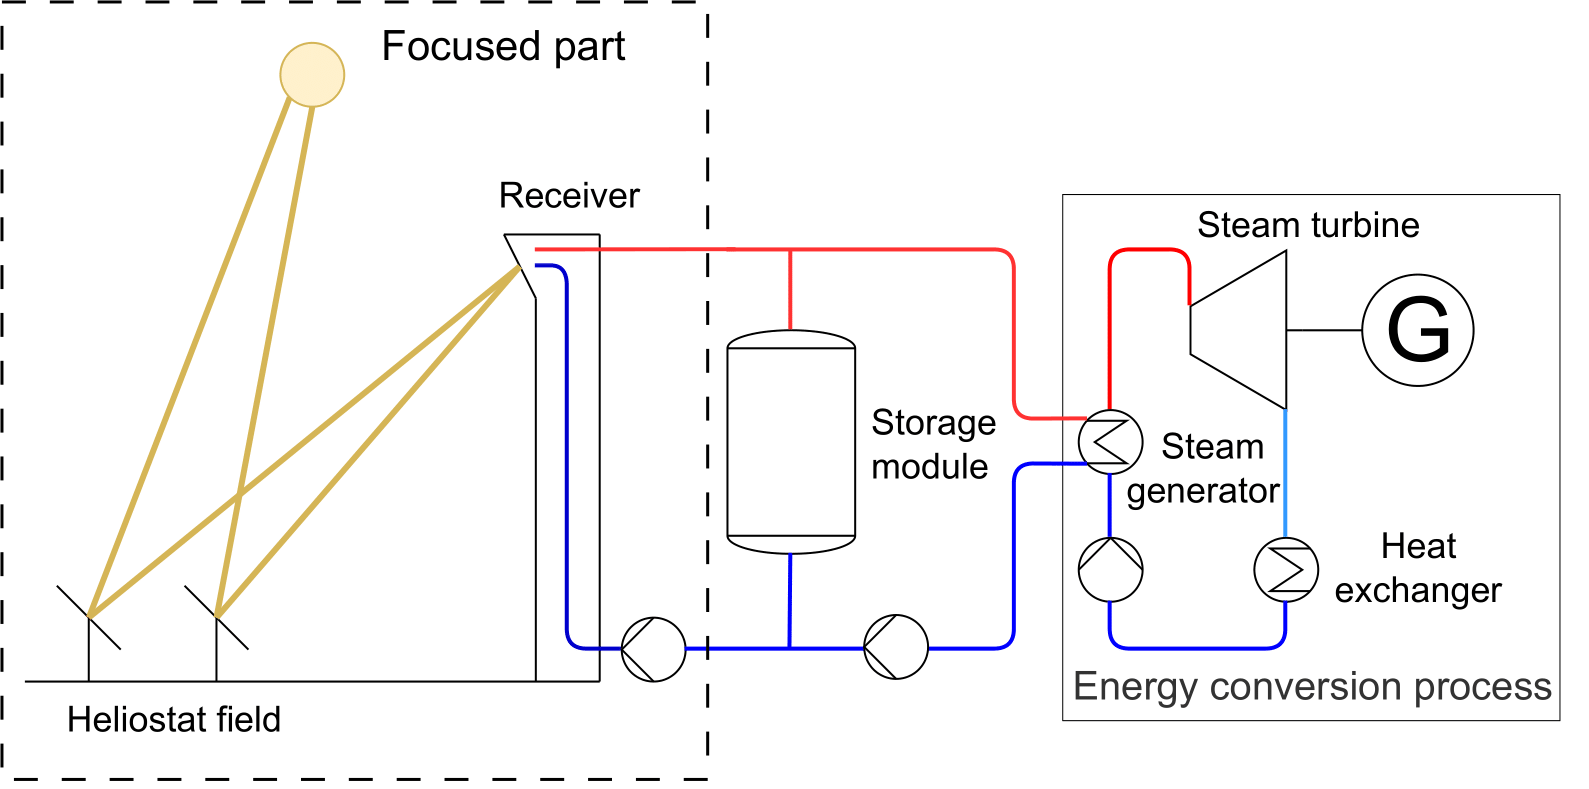 Focused part
Receiver
Steam turbine
G
Storage
module
Steam
generator
Heat
exchanger
Energy conversion process
Heliostat field